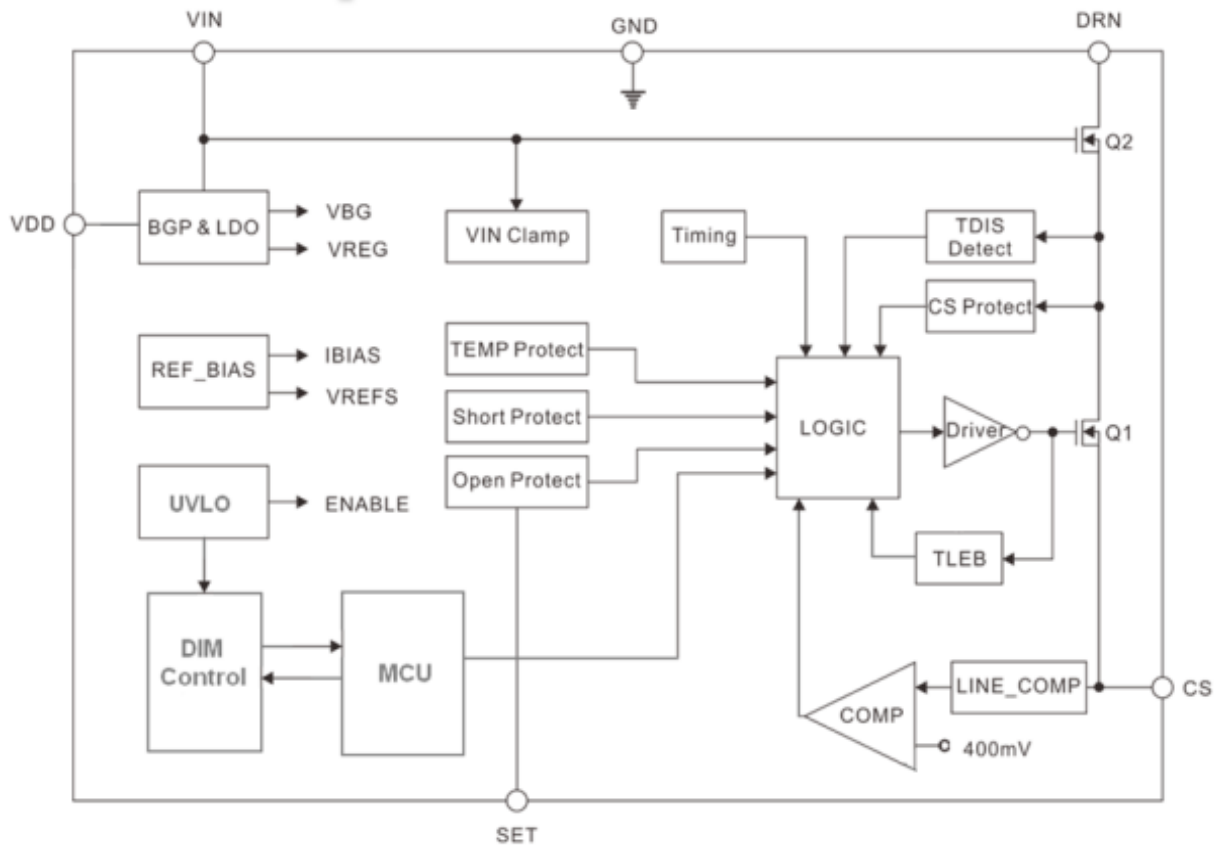 VIN
GND
DRN
Q2
VDD
BGP & LDO
VBG
VREG
VIN Clamp
Timing
TDIS
Detect
CS Protect
REF_BIAS
IBIAS
VREFS
TEMP Protect
Short Protect
Open Protect
LOGIC
Driver
Q1
UVLO
ENABLE
TLEB
DIM
Control
MCU
COMP
LINE_COMP
CS
400mV
SET